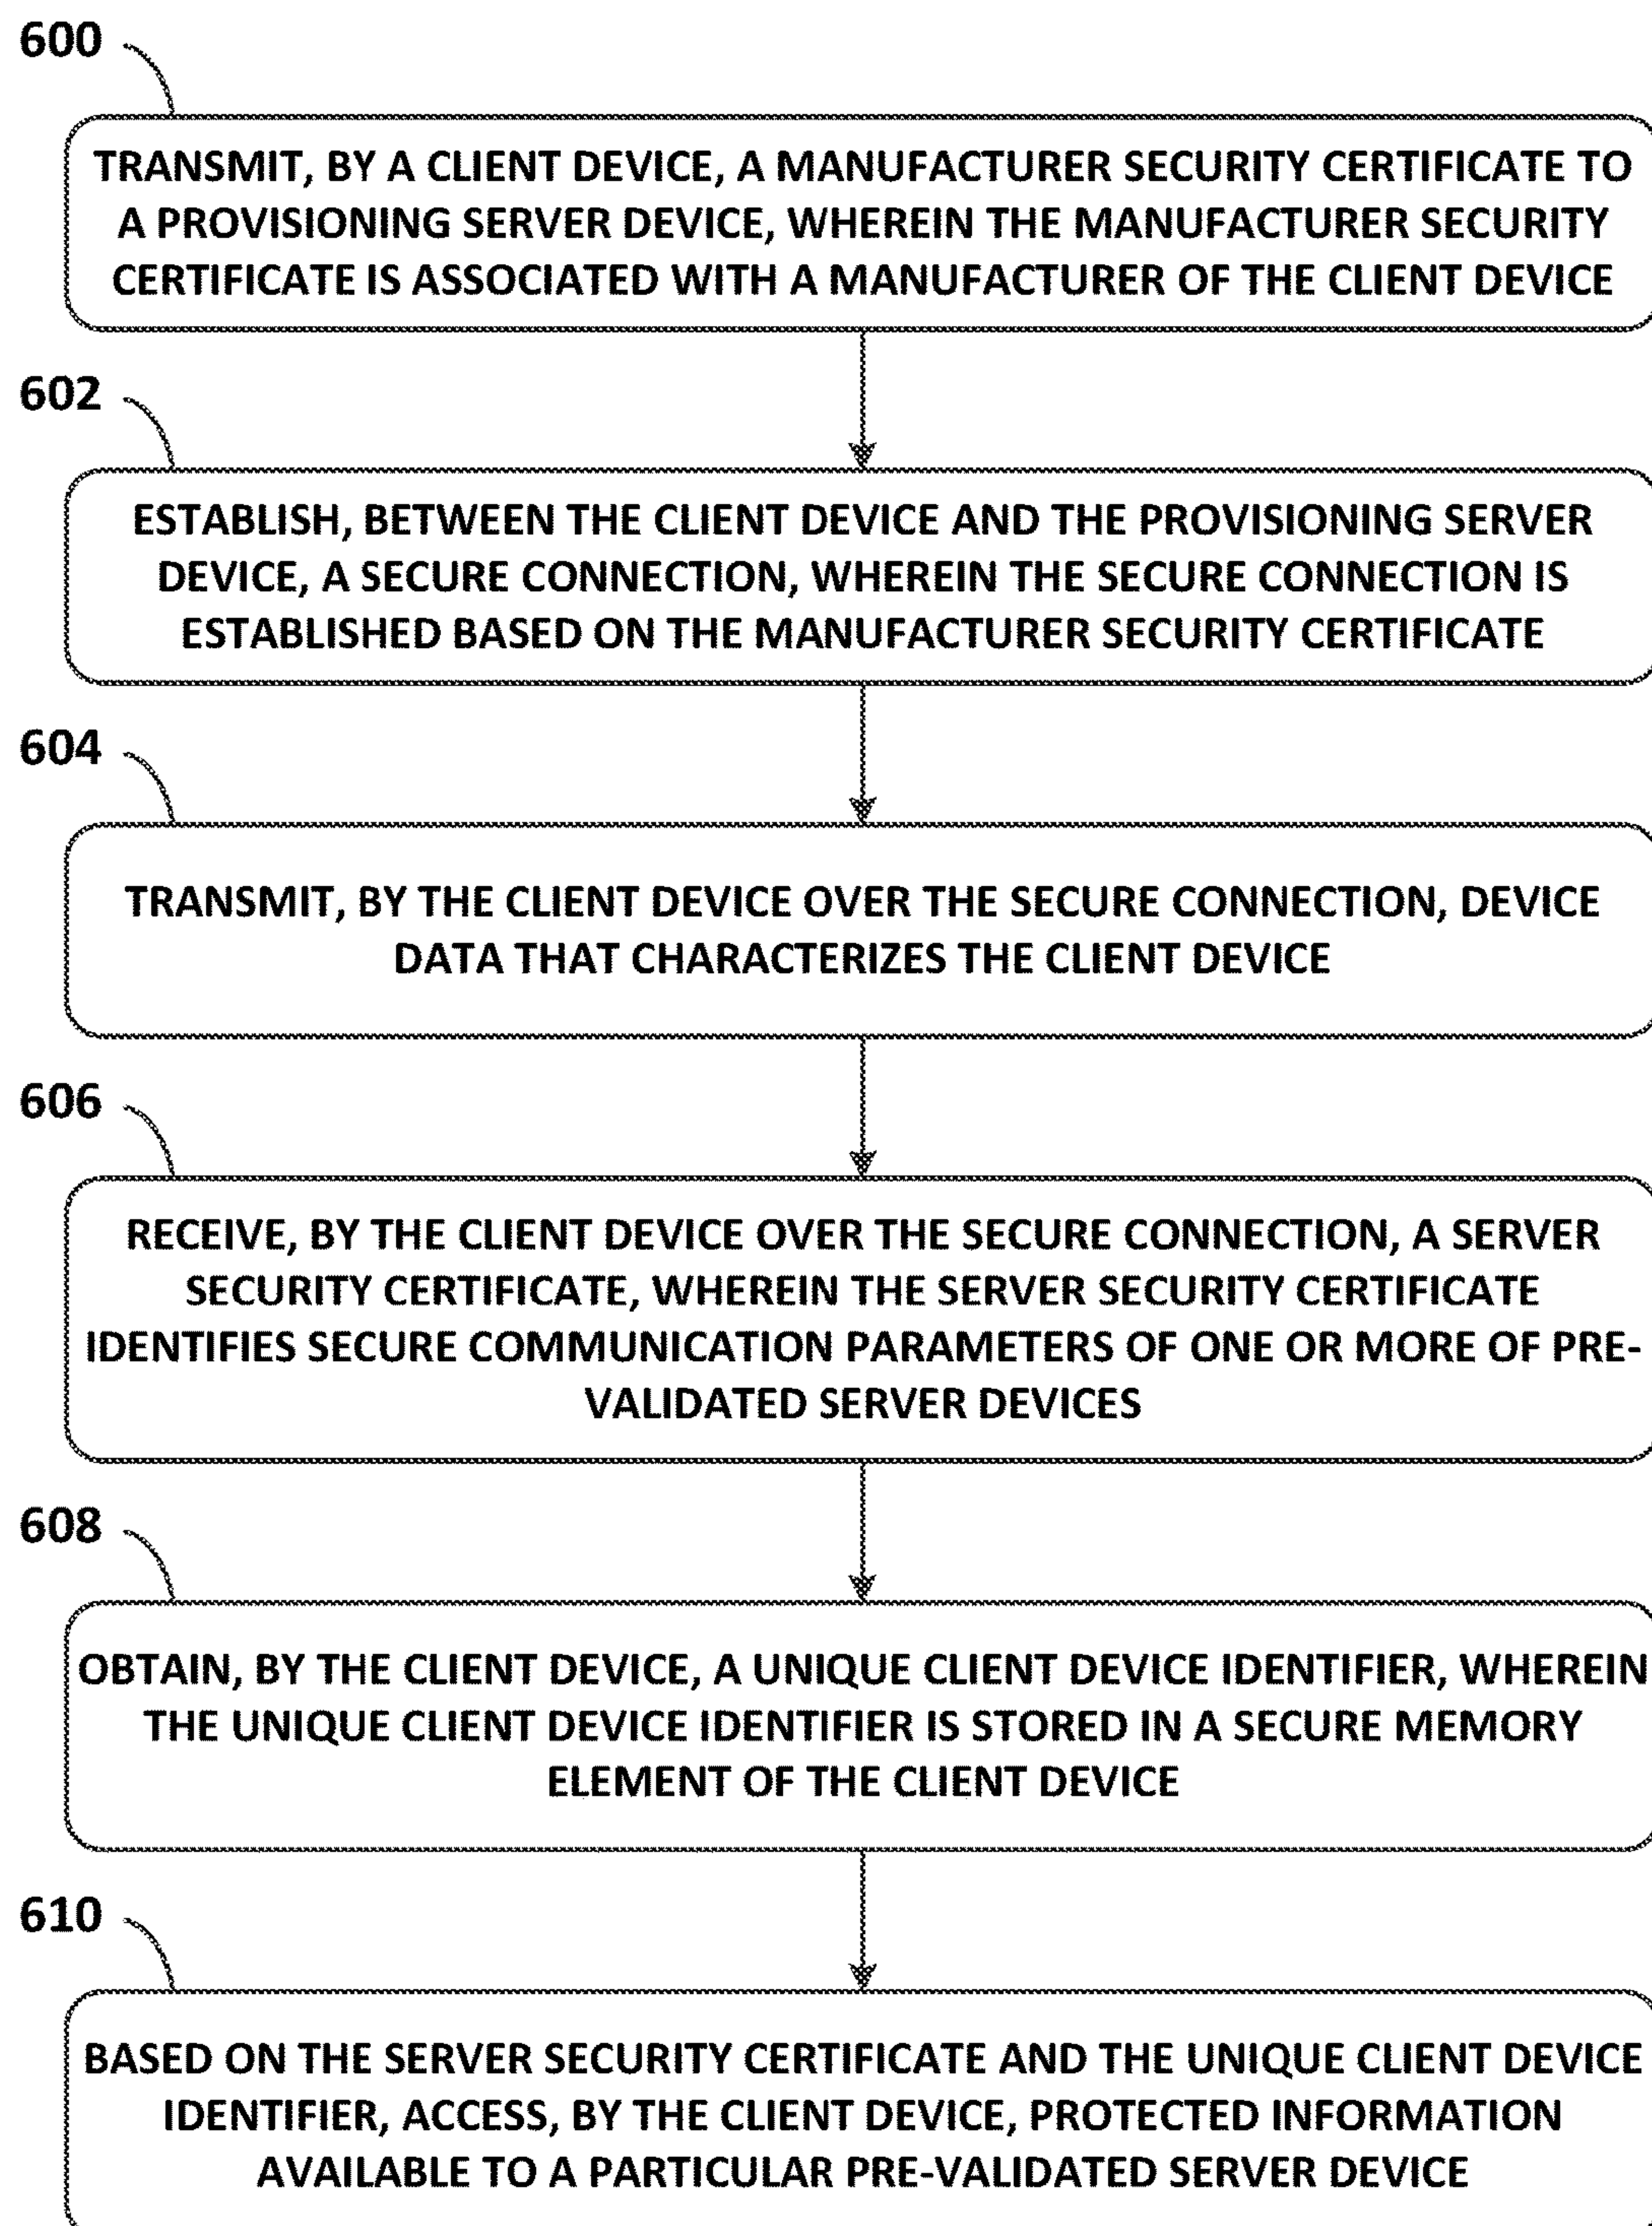 600
TRANSMIT, BY A CLIENT DEVICE, A MANUFACTURER SECURITY CERTIFICATE TO
A PROVISIONING SERVER DEVICE, WHEREIN THE MANUFACTURER SECURITY
CERTIFICATE IS ASSOCIATED WITH A MANUFACTURER OF THE CLIENT DEVICE
602
ESTABLISH, BETWEEN THE CLIENT DEVICE AND THE PROVISIONING SERVER
DEVICE, A SECURE CONNECTION, WHEREIN THE SECURE CONNECTION IS
ESTABLISHED BASED ON THE MANUFACTURER SECURITY CERTIFICATE
604
TRANSMIT, BY THE CLIENT DEVICE OVER THE SECURE CONNECTION, DEVICE
DATA THAT CHARACTERIZES THE CLIENT DEVICE
606
RECEIVE, BY THE CLIENT DEVICE OVER THE SECURE CONNECTION, A SERVER
SECURITY CERTIFICATE, WHEREIN THE SERVER SECURITY CERTIFICATE
IDENTIFIES SECURE COMMUNICATION PARAMETERS OF ONE OR MORE OF PRE-
VALIDATED SERVER DEVICES
608
OBTAIN, BY THE CLIENT DEVICE, A UNIQUE CLIENT DEVICE IDENTIFIER, WHEREIN
THE UNIQUE CLIENT DEVICE IDENTIFIER IS STORED IN A SECURE MEMORY
ELEMENT OF THE CLIENT DEVICE
610
BASED ON THE SERVER SECURITY CERTIFICATE AND THE UNIQUE CLIENT DEVICE
IDENTIFIER, ACCESS, BY THE CLIENT DEVICE, PROTECTED INFORMATION
AVAILABLE TO A PARTICULAR PRE-VALIDATED SERVER DEVICE